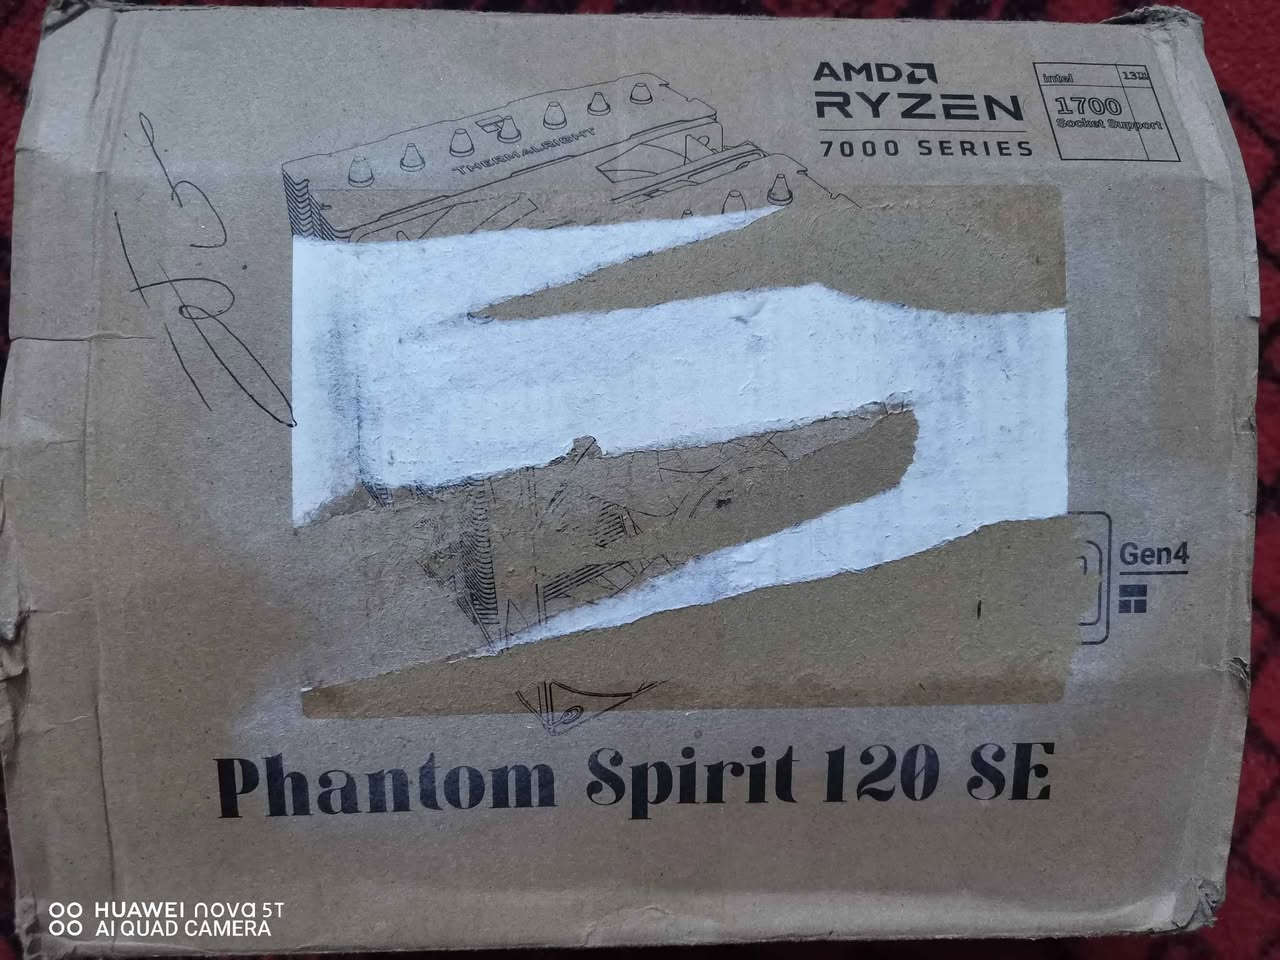 AMD
RYZEN
7000 SERIES
intel 13TH
1700
Socket Support
THERMALRIGHT
Gen4
Phantom Spirit 120 SE
HUAWEI nova 5T
AI QUAD CAMERA